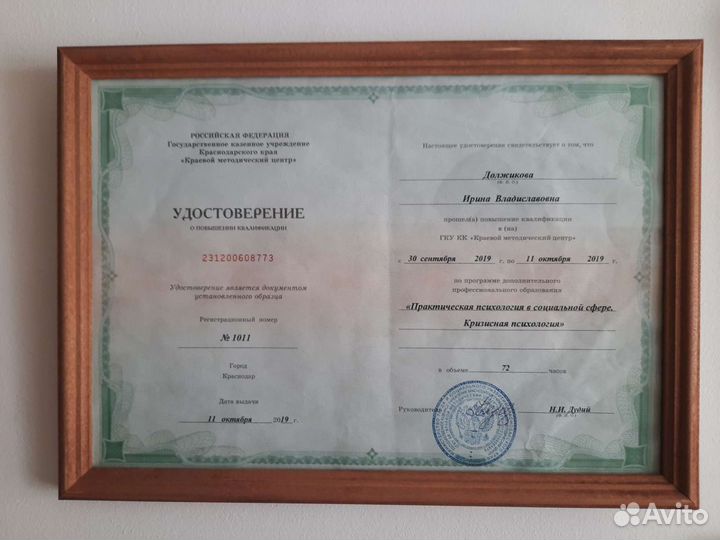 РОССИЙСКАЯ ФЕДЕРАЦИЯ
Государственное казенное учреждение
Краснодарского края
«Краевой методический центр»
УДОСТОВЕРЕНИЕ
О ПОВЫШЕНИИ КВАЛИФИКАЦИИ
231200608773
Удостоверение является документом
установленного образца
Регистрационный номер
№ 1011
Город
Краснодар
Дата выдачи
11 октября 2019 г.
Настоящее удостоверение свидетельствует о том, что
Должикова
(Ф. И. О.)
Ирина Владиславовна
прошел(а) повышение квалификации
в (на)
ГКУ КК «Краевой методический центр»
с 30 сентября 2019 г. по 11 октября 2019 г.
по программе дополнительного
профессионального образования
«Практическая психология в социальной сфере.
Кризисная психология»
в объеме 72 часов
Руководитель Н.И. Дудий
(Ф. И. О.)
Avito